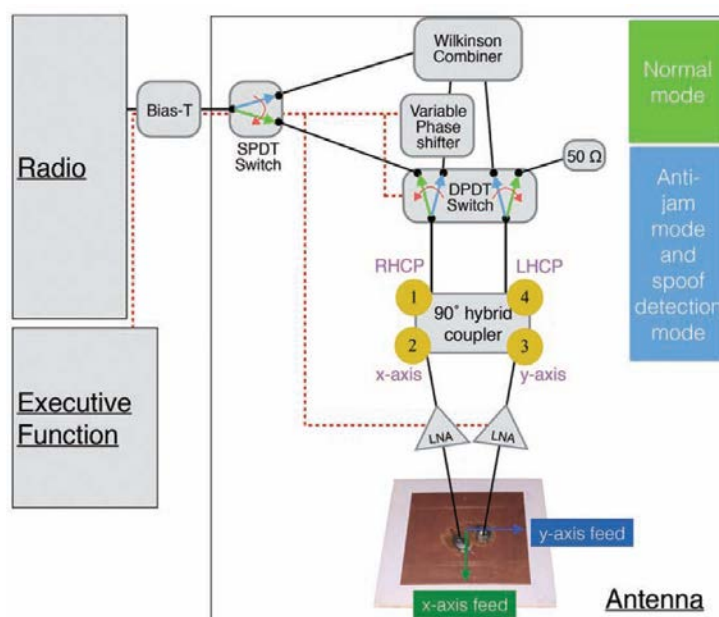 Wilkinson
Combiner
Normal
mode
Bias-T
Variable
Phase
shifter
SPDT
Switch
Radio
50 Ω
DPDT
Switch
Anti-
jam
mode
and
spoof
detection
mode
RHCP
LHCP
1
4
90˚ hybrid
coupler
2
3
x-axis
y-axis
Executive
Function
LNA
LNA
y-axis feed
x-axis feed
Antenna